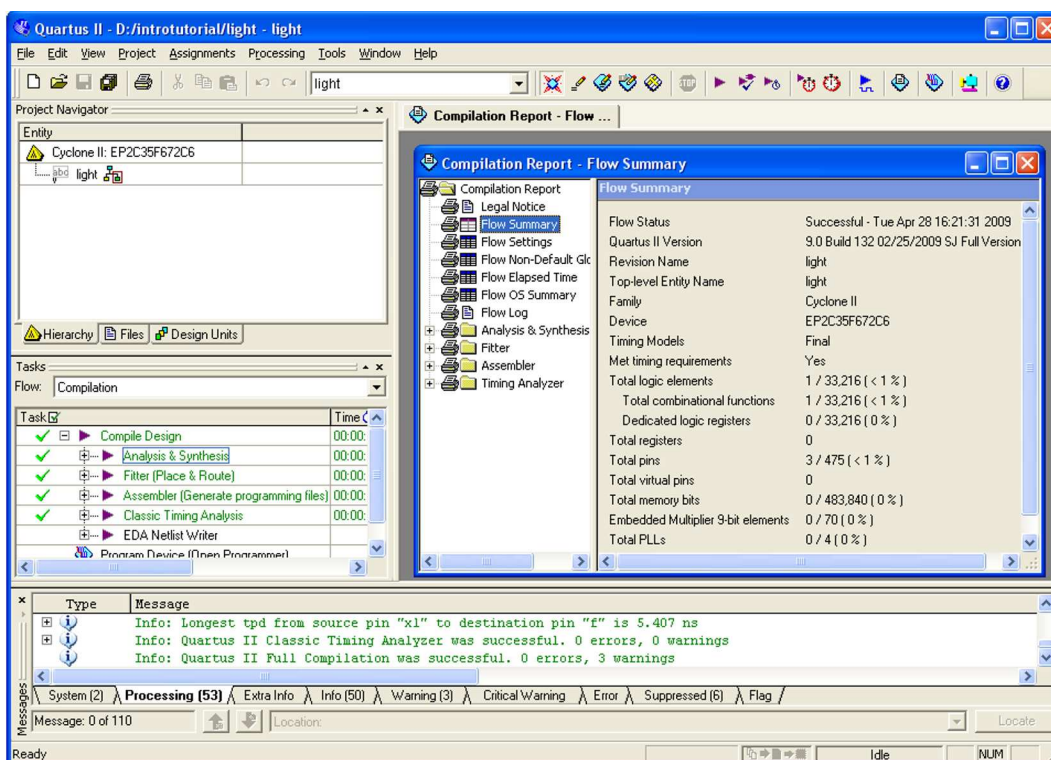 Quartus II - D:/introtutorial/light - light
File Edit View Project Assignments Processing Tools Window Help
light
Project Navigator
Entity
Cyclone II: EP2C35F672C6
abd light
Hierarchy Files Design Units
Tasks
Flow: Compilation
Task Time
Compile Design 00:00:
Analysis & Synthesis 00:00:
Fitter (Place & Route) 00:00:
Assembler (Generate programming files) 00:00:
Classic Timing Analysis 00:00:
EDA Netlist Writer
Program Device (Open Programmer)
Compilation Report - Flow ...
Compilation Report - Flow Summary
Compilation Report
Legal Notice
Flow Summary
Flow Settings
Flow Non-Default Glo
Flow Elapsed Time
Flow OS Summary
Flow Log
Analysis & Synthesis
Fitter
Assembler
Timing Analyzer
Flow Summary
Flow Status Successful - Tue Apr 28 16:21:31 2009
Quartus II Version 9.0 Build 132 02/25/2009 SJ Full Version
Revision Name light
Top-level Entity Name light
Family Cyclone II
Device EP2C35F672C6
Timing Models Final
Met timing requirements Yes
Total logic elements 1 / 33,216 ( < 1 % )
Total combinational functions 1 / 33,216 ( < 1 % )
Dedicated logic registers 0 / 33,216 ( 0 % )
Total registers 0
Total pins 3 / 475 ( < 1 % )
Total virtual pins 0
Total memory bits 0 / 483,840 ( 0 % )
Embedded Multiplier 9-bit elements 0 / 70 ( 0 % )
Total PLLs 0 / 4 ( 0 % )
Type Message
Info: Longest tpd from source pin "x1" to destination pin "f" is 5.407 ns
Info: Quartus II Classic Timing Analyzer was successful. 0 errors, 0 warnings
Info: Quartus II Full Compilation was successful. 0 errors, 3 warnings
System (2) Processing (53) Extra Info Info (50) Warning (3) Critical Warning Error Suppressed (6) Flag
Messages
Message: 0 of 110 Location: Locate
Ready Idle NUM